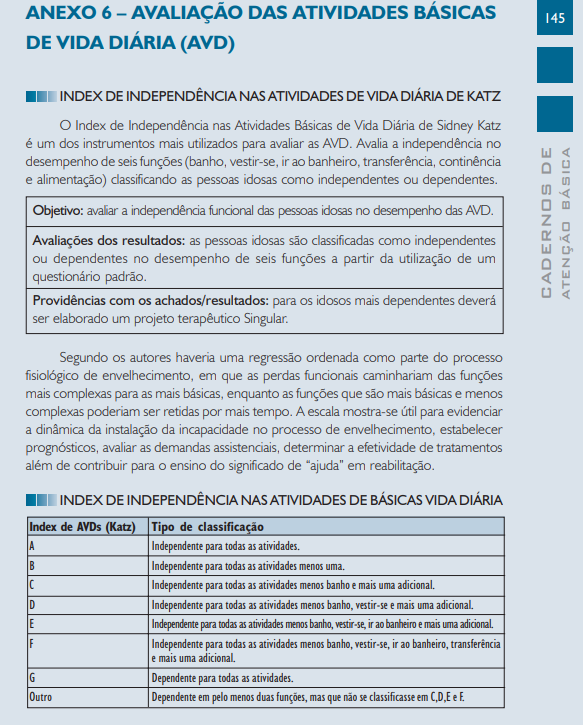 ANEXO 6 – AVALIAÇÃO DAS ATIVIDADES BÁSICAS
DE VIDA DIÁRIA (AVD)
145
CADERNOS DE
ATENÇÃO BÁSICA
INDEX DE INDEPENDÊNCIA NAS ATIVIDADES DE VIDA DIÁRIA DE KATZ
O Index de Independência nas Atividades Básicas de Vida Diária de Sidney Katz
é um dos instrumentos mais utilizados para avaliar as AVD. Avalia a independência no
desempenho de seis funções (banho, vestir-se, ir ao banheiro, transferência, continência
e alimentação) classificando as pessoas idosas como independentes ou dependentes.
Objetivo: avaliar a independência funcional das pessoas idosas no desempenho das AVD.
Avaliações dos resultados: as pessoas idosas são classificadas como independentes
ou dependentes no desempenho de seis funções a partir da utilização de um
questionário padrão.
Providências com os achados/resultados: para os idosos mais dependentes deverá
ser elaborado um projeto terapêutico Singular.
Segundo os autores haveria uma regressão ordenada como parte do processo
fisiológico de envelhecimento, em que as perdas funcionais caminhariam das funções
mais complexas para as mais básicas, enquanto as funções que são mais básicas e menos
complexas poderiam ser retidas por mais tempo. A escala mostra-se útil para evidenciar
a dinâmica da instalação da incapacidade no processo de envelhecimento, estabelecer
prognósticos, avaliar as demandas assistenciais, determinar a efetividade de tratamentos
além de contribuir para o ensino do significado de "ajuda" em reabilitação.
INDEX DE INDEPENDÊNCIA NAS ATIVIDADES DE BÁSICAS VIDA DIÁRIA
Index de AVDs (Katz) Tipo de classificação
A Independente para todas as atividades.
B Independente para todas as atividades menos uma.
C Independente para todas as atividades menos banho e mais uma adicional.
D Independente para todas as atividades menos banho, vestir-se e mais uma adicional.
E Independente para todas as atividades menos banho, vestir-se, ir ao banheiro e mais uma adicional.
F Independente para todas as atividades menos banho, vestir-se, ir ao banheiro, transferência
e mais uma adicional.
G Dependente para todas as atividades.
Outro Dependente em pelo menos duas funções, mas que não se classificasse em C,D,E e F.